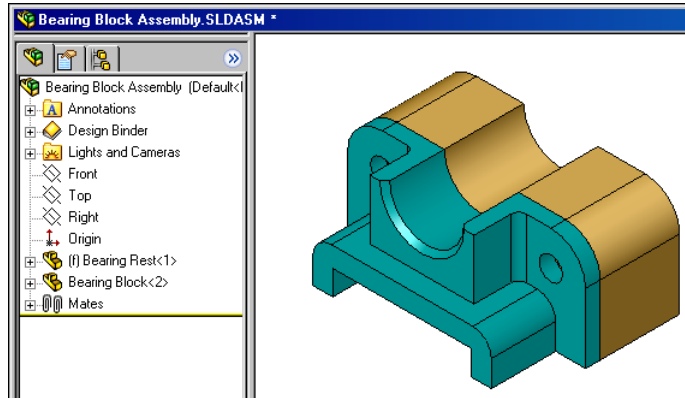 Bearing Block Assembly.SLDASM *
Bearing Block Assembly (Default<
A Annotations
Design Binder
Lights and Cameras
Front
Top
Right
Origin
(f) Bearing Rest<1>
Bearing Block<2>
Mates